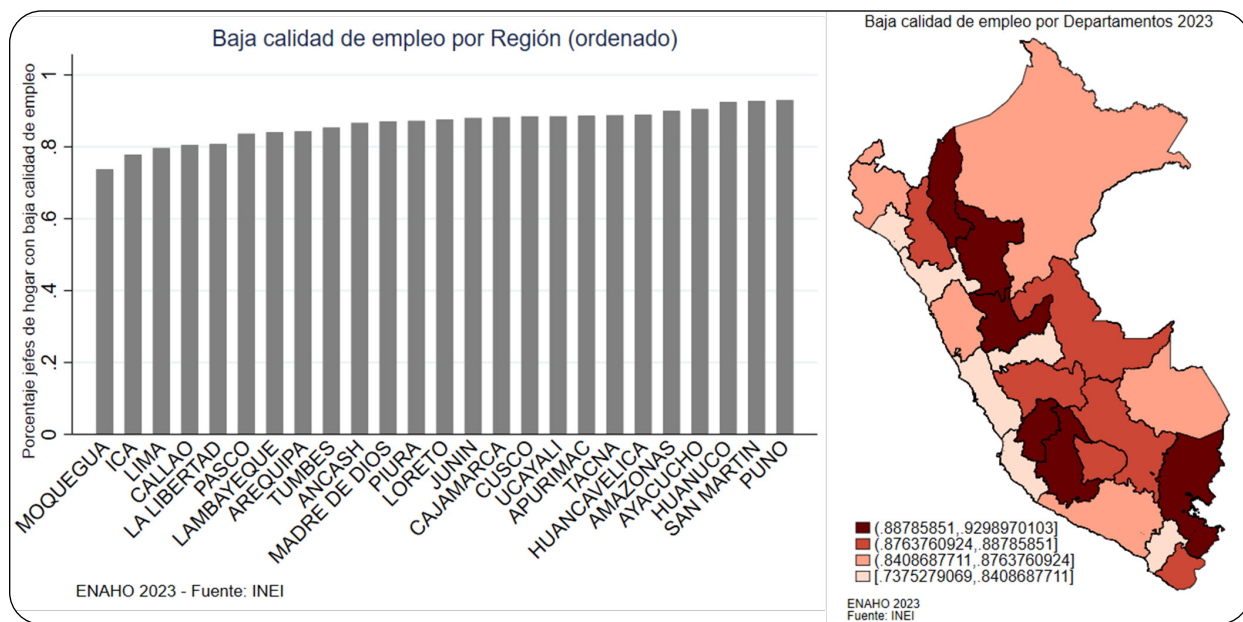 Baja calidad de empleo por Región (ordenado)
Porcentaje jefes de hogar con baja calidad de empleo
1
.8
.6
.4
.2
0
MOQUEGUA
ICA
LIMA
CALLAO
LA LIBERTAD
PASCO
LAMBAYEQUE
AREQUIPA
TUMBES
ANCASH
MADRE DE DIOS
PIURA
LORETO
JUNIN
CAJAMARCA
CUSCO
UCAYALI
APURIMAC
TACNA
HUANCAVELICA
AMAZONAS
AYACUCHO
HUANUCO
SAN MARTIN
PUNO
ENAHO 2023 - Fuente: INEI
Baja calidad de empleo por Departamentos 2023
(.88785851,.9298970103]
(.8763760924,.88785851]
(.8408687711,.8763760924]
[.7375279069,.8408687711]
ENAHO 2023
Fuente: INEI